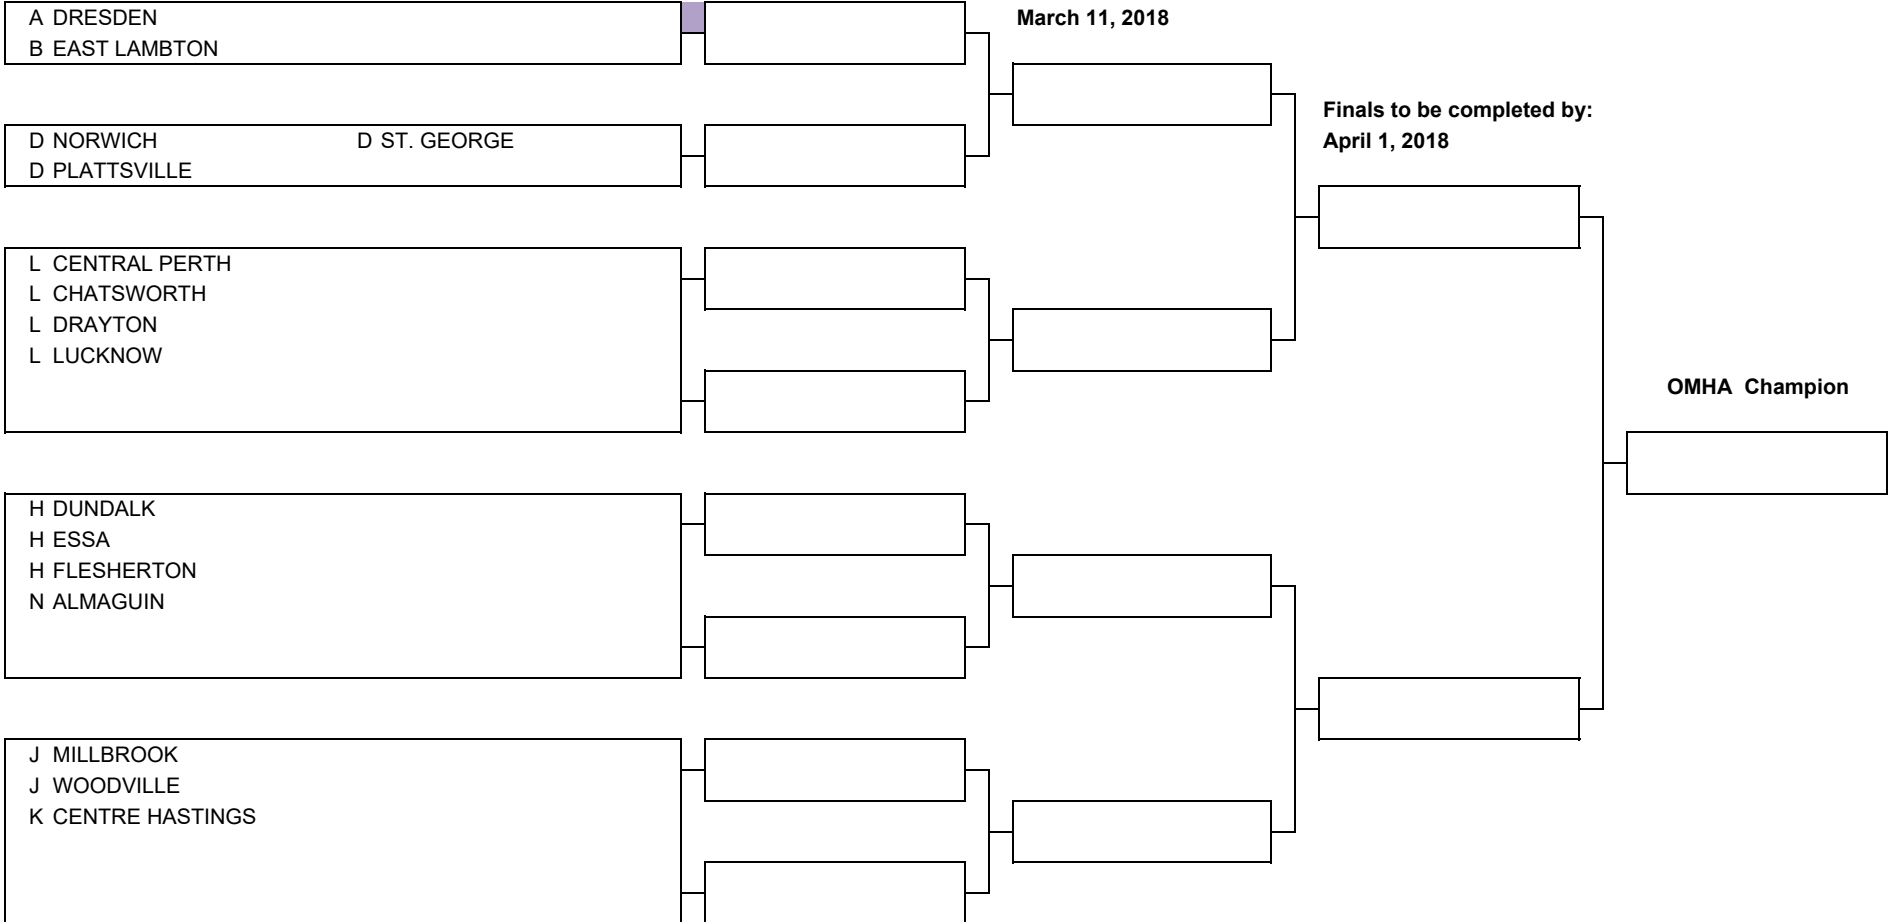 A DRESDEN
B EAST LAMBTON
March 11, 2018
Finals to be completed by:
April 1, 2018
D NORWICH D ST. GEORGE
D PLATTSVILLE
L CENTRAL PERTH
L CHATSWORTH
L DRAYTON
L LUCKNOW
OMHA Champion
H DUNDALK
H ESSA
H FLESHERTON
N ALMAGUIN
J MILLBROOK
J WOODVILLE
K CENTRE HASTINGS